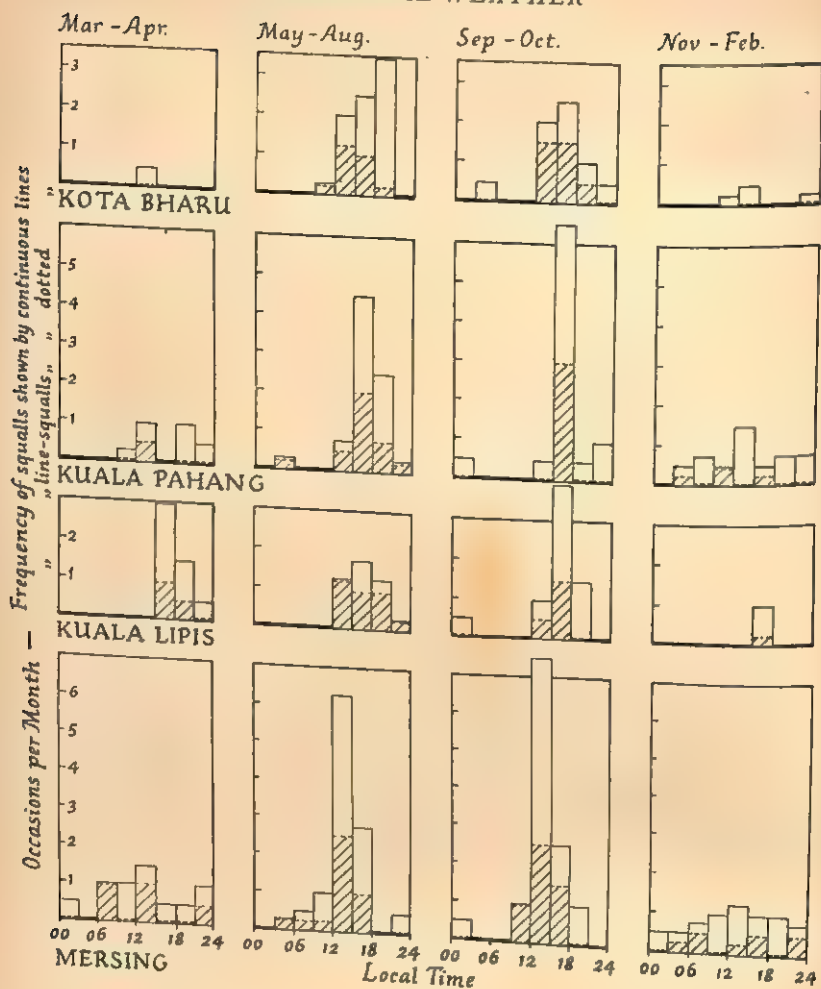 WEATHER
Mar - Apr.
May - Aug.
Sep - Oct.
Nov - Feb.
3
2
1
KOTA BHARU
5
4
3
2
1
KUALA PAHANG
2
1
KUALA LIPIS
6
5
4
3
2
1
00 06 12 18 24
00 06 12 18 24
00 06 12 18 24
00 06 12 18 24
MERSING
Local Time
Occasions per Month — Frequency of squalls shown by continuous lines
„ „ line-squalls „ „ dotted „